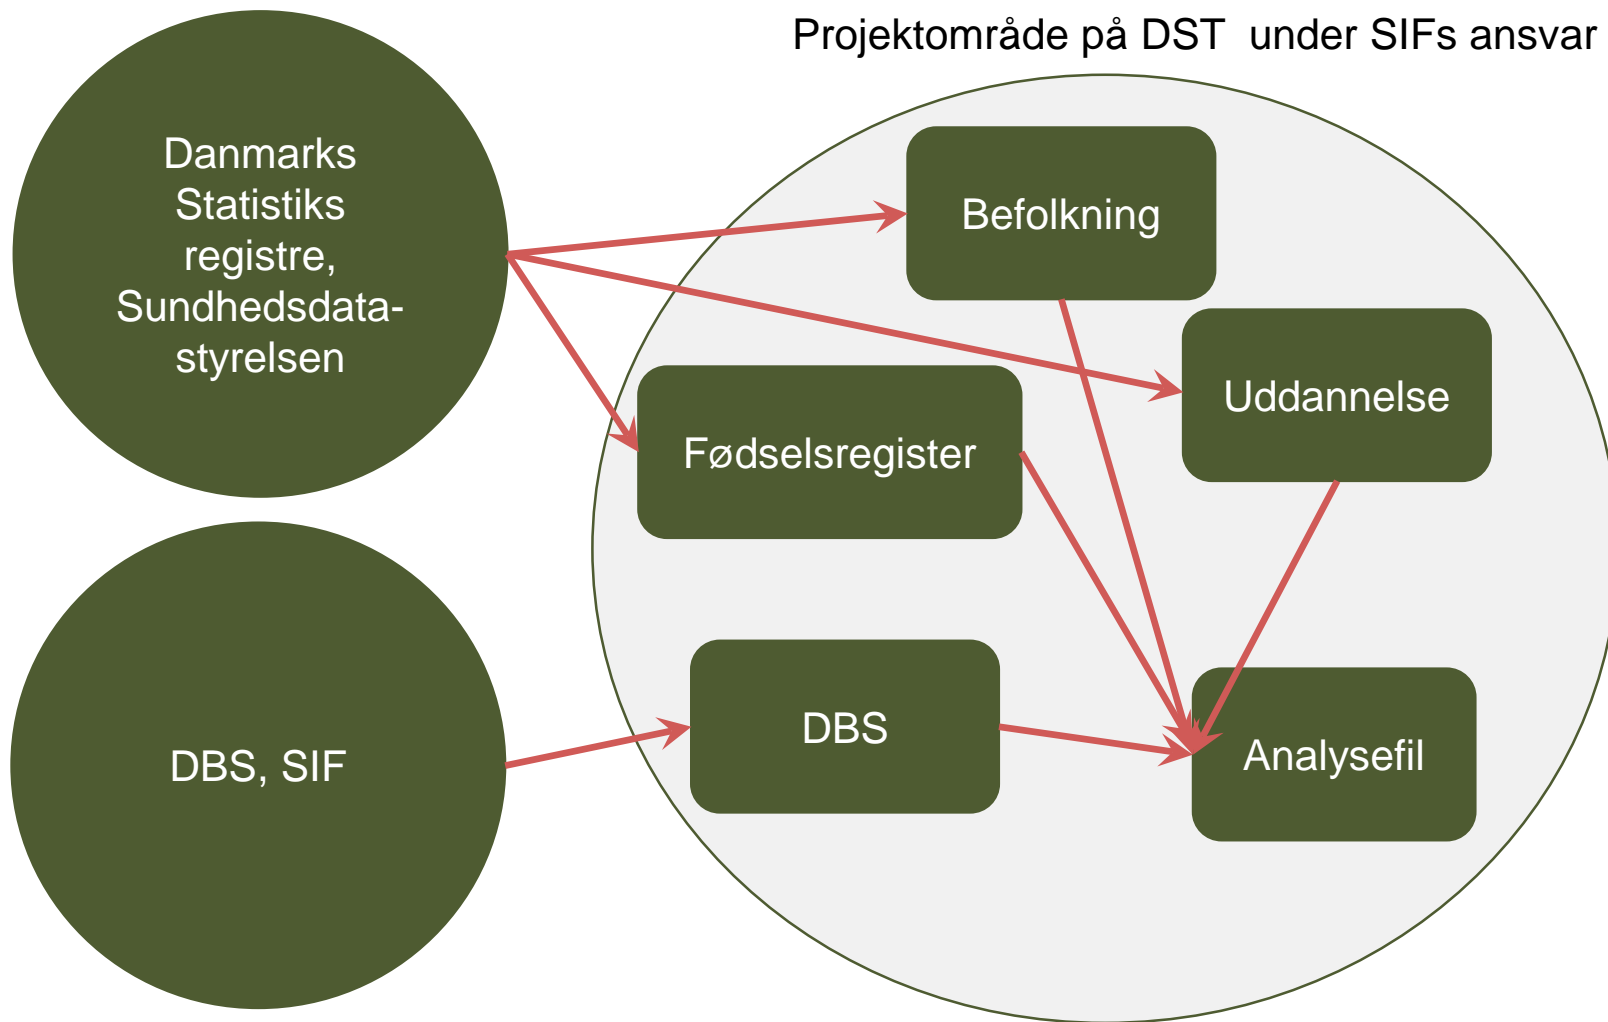 Projektområde på DST  under SIFs ansvar
Danmarks
Statistiks
registre,
Sundhedsdata-
styrelsen
Befolkning
Uddannelse
Fødselsregister
DBS, SIF
DBS
Analysefil